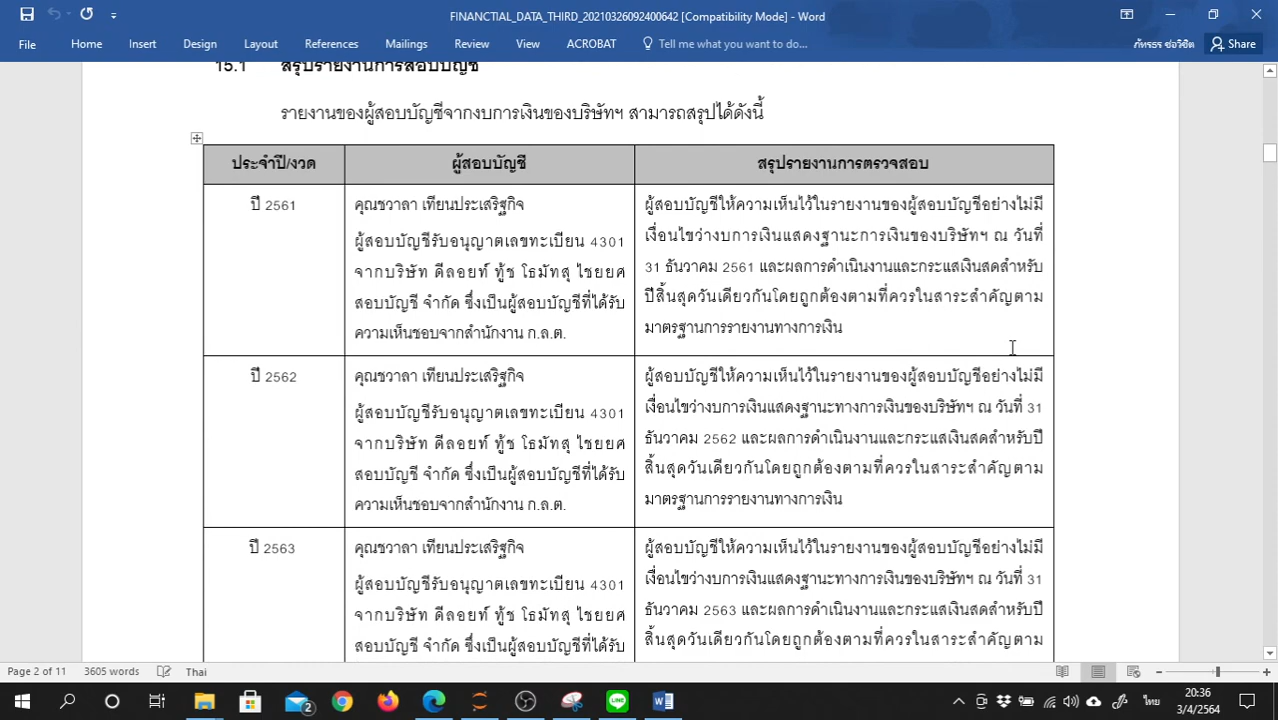 FINANCTIAL_DATA_THIRD_20210326092400642 [Compatibility Mode] - Word
File Home Insert Design Layout References Mailings Review View ACROBAT Tell me what you want to do... ภัทรธร ช่อวิชิต Share
15.1 สรุปรายงานการสอบบัญชี
รายงานของผู้สอบบัญชีจากงบการเงินของบริษัทฯ สามารถสรุปได้ดังนี้
ประจำปี/งวด ผู้สอบบัญชี สรุปรายงานการตรวจสอบ
ปี 2561
คุณชวาลา เทียนประเสริฐกิจ
ผู้สอบบัญชีรับอนุญาตเลขทะเบียน 4301
จากบริษัท ดีลอยท์ ทู้ช โธมัทสุ ไชยยศ
สอบบัญชี จำกัด ซึ่งเป็นผู้สอบบัญชีที่ได้รับ
ความเห็นชอบจากสำนักงาน ก.ล.ต.
ผู้สอบบัญชีให้ความเห็นไว้ในรายงานของผู้สอบบัญชีอย่างไม่มี
เงื่อนไขว่างบการเงินแสดงฐานะการเงินของบริษัทฯ ณ วันที่
31 ธันวาคม 2561 และผลการดำเนินงานและกระแสเงินสดสำหรับ
ปีสิ้นสุดวันเดียวกันโดยถูกต้องตามที่ควรในสาระสำคัญตาม
มาตรฐานการรายงานทางการเงิน
ปี 2562
คุณชวาลา เทียนประเสริฐกิจ
ผู้สอบบัญชีรับอนุญาตเลขทะเบียน 4301
จากบริษัท ดีลอยท์ ทู้ช โธมัทสุ ไชยยศ
สอบบัญชี จำกัด ซึ่งเป็นผู้สอบบัญชีที่ได้รับ
ความเห็นชอบจากสำนักงาน ก.ล.ต.
ผู้สอบบัญชีให้ความเห็นไว้ในรายงานของผู้สอบบัญชีอย่างไม่มี
เงื่อนไขว่างบการเงินแสดงฐานะทางการเงินของบริษัทฯ ณ วันที่ 31
ธันวาคม 2562 และผลการดำเนินงานและกระแสเงินสดสำหรับปี
สิ้นสุดวันเดียวกันโดยถูกต้องตามที่ควรในสาระสำคัญตาม
มาตรฐานการรายงานทางการเงิน
ปี 2563
คุณชวาลา เทียนประเสริฐกิจ
ผู้สอบบัญชีรับอนุญาตเลขทะเบียน 4301
จากบริษัท ดีลอยท์ ทู้ช โธมัทสุ ไชยยศ
สอบบัญชี จำกัด ซึ่งเป็นผู้สอบบัญชีที่ได้รับ
ผู้สอบบัญชีให้ความเห็นไว้ในรายงานของผู้สอบบัญชีอย่างไม่มี
เงื่อนไขว่างบการเงินแสดงฐานะทางการเงินของบริษัทฯ ณ วันที่ 31
ธันวาคม 2563 และผลการดำเนินงานและกระแสเงินสดสำหรับปี
สิ้นสุดวันเดียวกันโดยถูกต้องตามที่ควรในสาระสำคัญตาม
Page 2 of 11 3605 words Thai
2 ไทย 20:36
3/4/2564